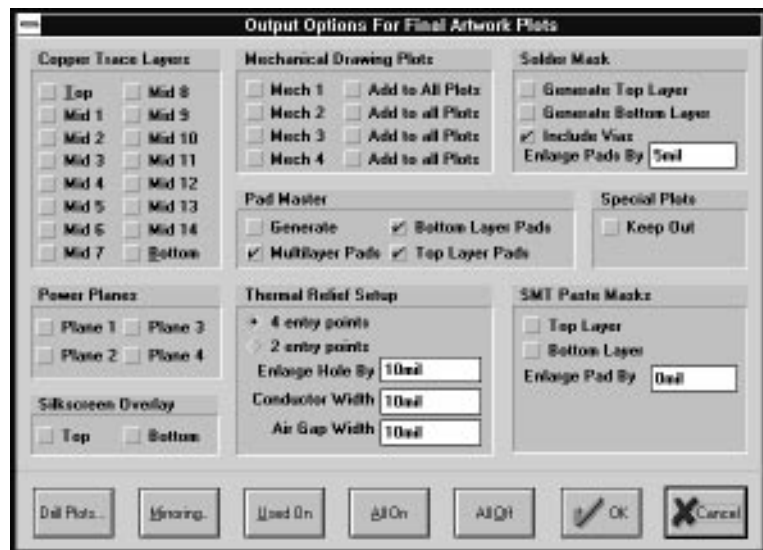 Output Options For Final Artwork Plots
Copper Trace Layers
Top Mid 8
Mid 1 Mid 9
Mid 2 Mid 10
Mid 3 Mid 11
Mid 4 Mid 12
Mid 5 Mid 13
Mid 6 Mid 14
Mid 7 Bottom
Mechanical Drawing Plots
Mech 1 Add to All Plots
Mech 2 Add to all Plots
Mech 3 Add to all Plots
Mech 4 Add to all Plots
Solder Mask
Generate Top Layer
Generate Bottom Layer
Include Vias
Enlarge Pads By 5mil
Pad Master
Generate Bottom Layer Pads
Multilayer Pads Top Layer Pads
Special Plots
Keep Out
Power Planes
Plane 1 Plane 3
Plane 2 Plane 4
Thermal Relief Setup
4 entry points
2 entry points
Enlarge Hole By 10mil
Conductor Width 10mil
Air Gap Width 10mil
SMT Paste Masks
Top Layer
Bottom Layer
Enlarge Pad By 0mil
Silkscreen Overlay
Top Bottom
Drill Plots... Mirroring.. Used On All On All Off OK Cancel